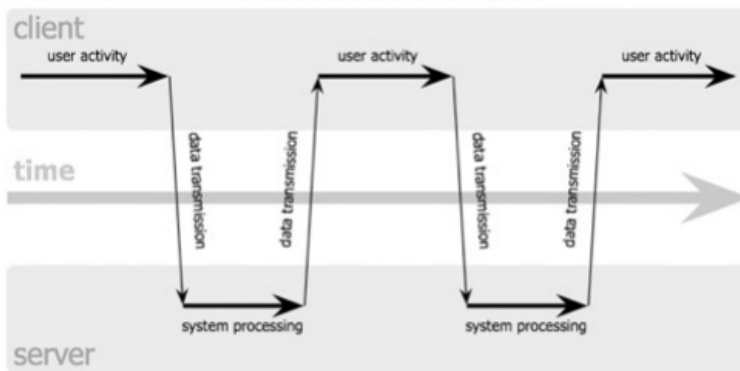 client
user activity
user activity
user activity
data transmission
data transmission
data transmission
data transmission
time
system processing
system processing
server